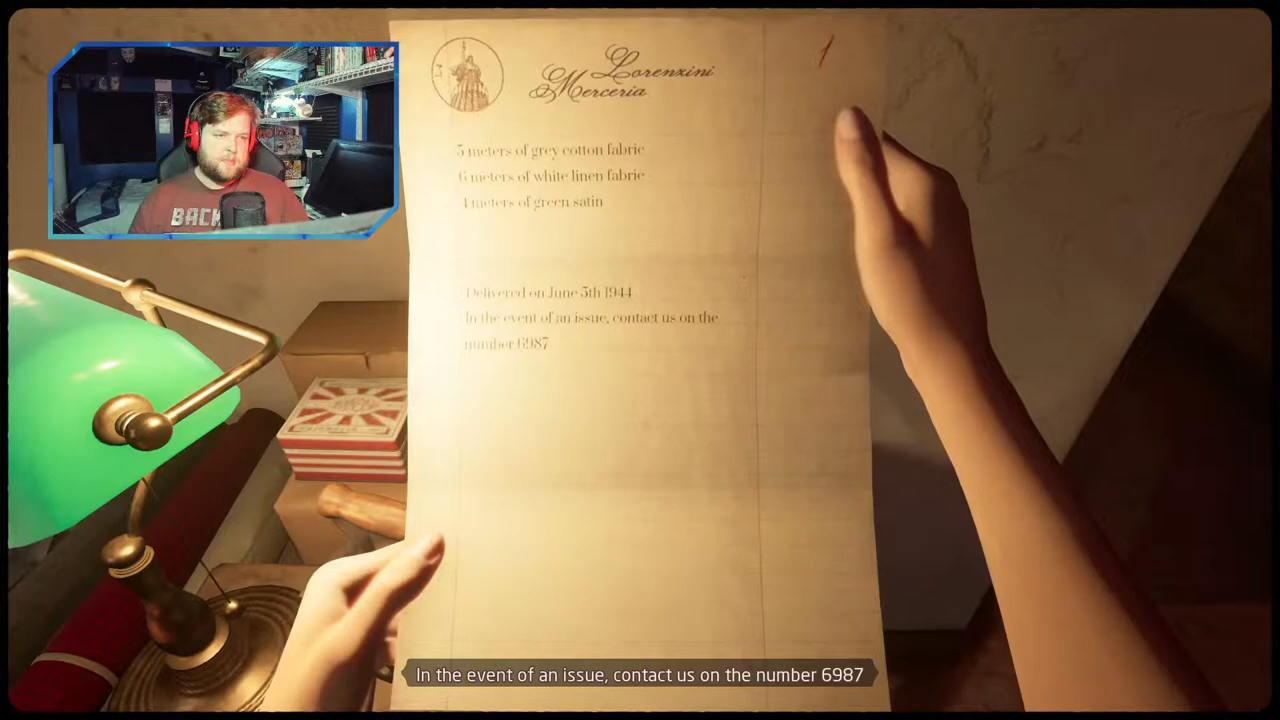 1
Lorenzini
Merceria
5 meters of grey cotton fabric
6 meters of white linen fabric
4 meters of green satin
Delivered on June 5th 1944
In the event of an issue, contact us on the
number 6987
BACK
In the event of an issue, contact us on the number 6987